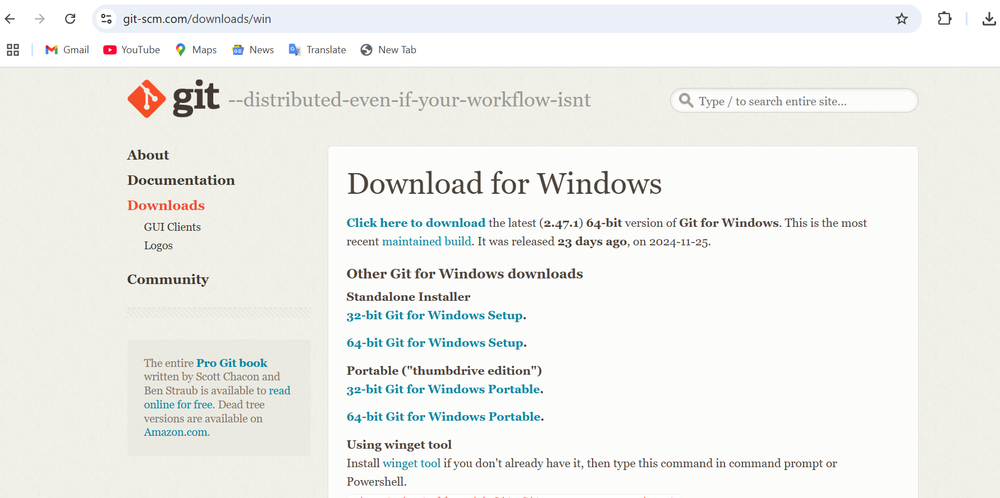 git-scm.com/downloads/win
Gmail YouTube Maps News Translate New Tab
git --distributed-even-if-your-workflow-isnt
Type / to search entire site...
About
Documentation
Downloads
GUI Clients
Logos
Community
The entire Pro Git book
written by Scott Chacon and
Ben Straub is available to read
online for free. Dead tree
versions are available on
Amazon.com.
Download for Windows
Click here to download the latest (2.47.1) 64-bit version of Git for Windows. This is the most
recent maintained build. It was released 23 days ago, on 2024-11-25.
Other Git for Windows downloads
Standalone Installer
32-bit Git for Windows Setup.
64-bit Git for Windows Setup.
Portable ("thumbdrive edition")
32-bit Git for Windows Portable.
64-bit Git for Windows Portable.
Using winget tool
Install winget tool if you don't already have it, then type this command in command prompt or
Powershell.